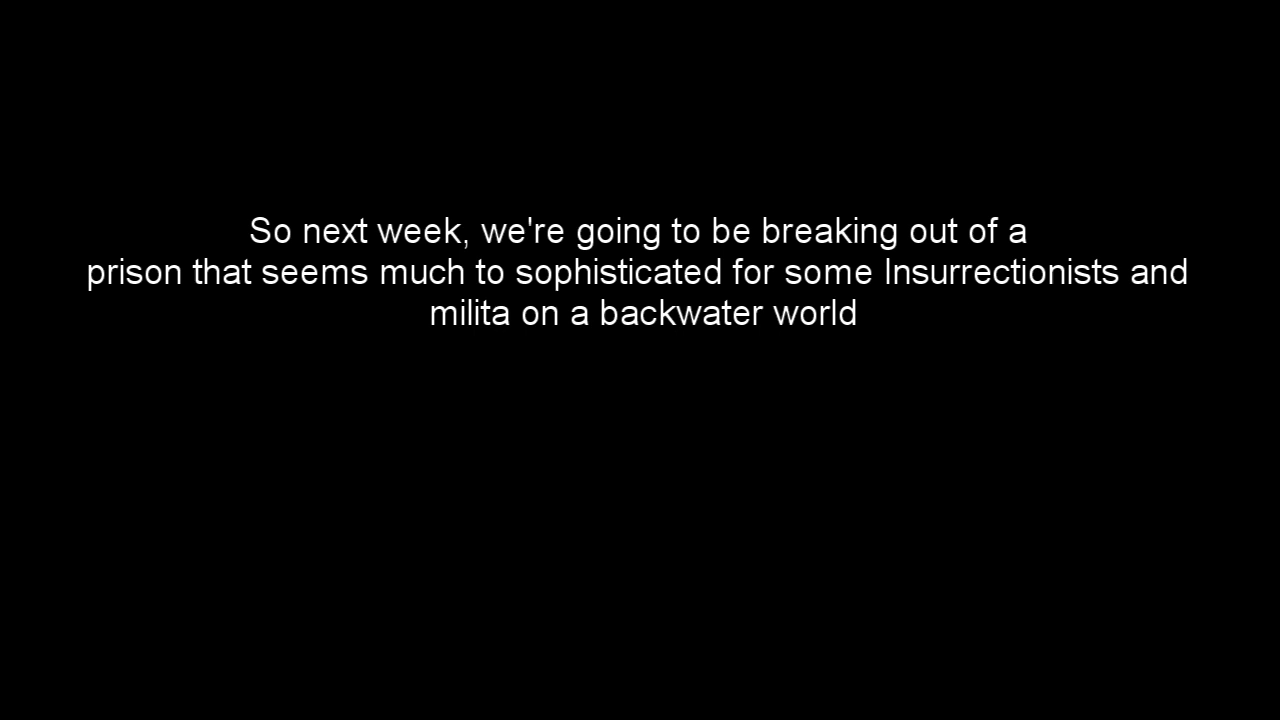 So next week, we're going to be breaking out of a
prison that seems much to sophisticated for some Insurrectionists and
milita on a backwater world